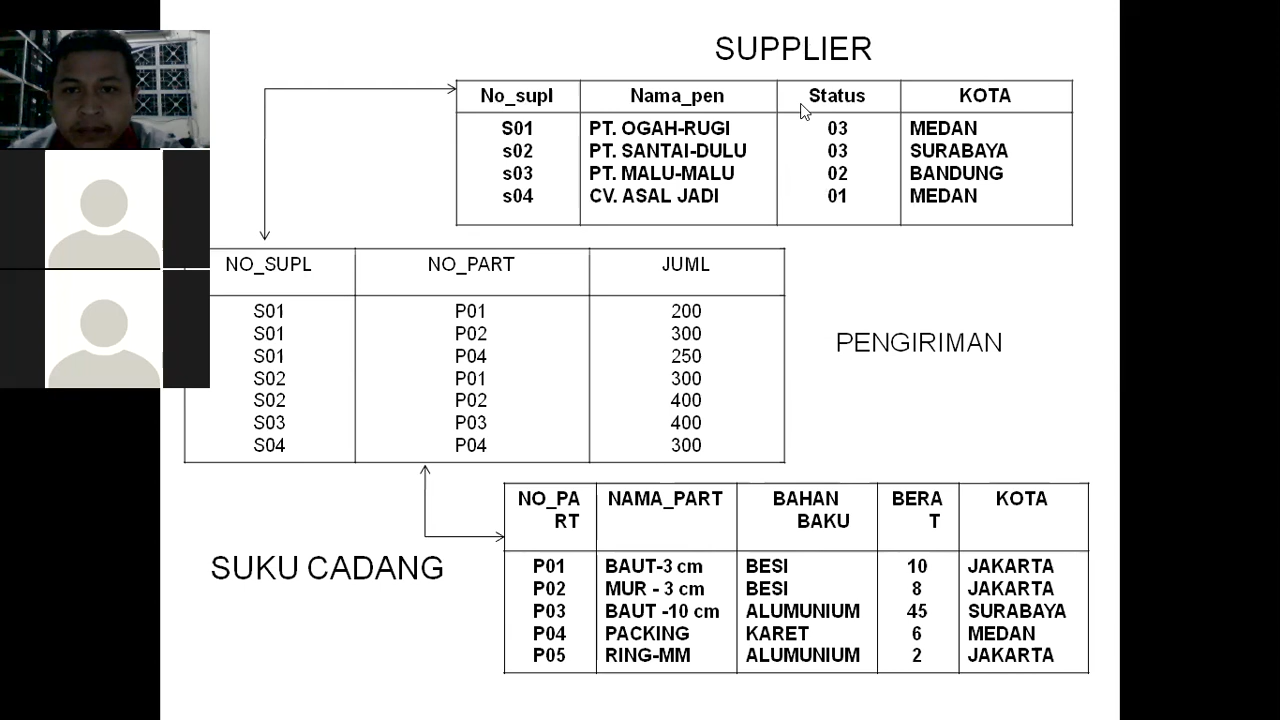 SUPPLIER
No_supl Nama_pen Status KOTA
S01 PT. OGAH-RUGI 03 MEDAN
s02 PT. SANTAI-DULU 03 SURABAYA
s03 PT. MALU-MALU 02 BANDUNG
s04 CV. ASAL JADI 01 MEDAN
NO_SUPL NO_PART JUML
S01 P01 200
S01 P02 300
S01 P04 250
S02 P01 300
S02 P02 400
S03 P03 400
S04 P04 300
PENGIRIMAN
SUKU CADANG
NO_PA NAMA_PART BAHAN BERA KOTA
RT BAKU T
P01 BAUT-3 cm BESI 10 JAKARTA
P02 MUR - 3 cm BESI 8 JAKARTA
P03 BAUT -10 cm ALUMUNIUM 45 SURABAYA
P04 PACKING KARET 6 MEDAN
P05 RING-MM ALUMUNIUM 2 JAKARTA